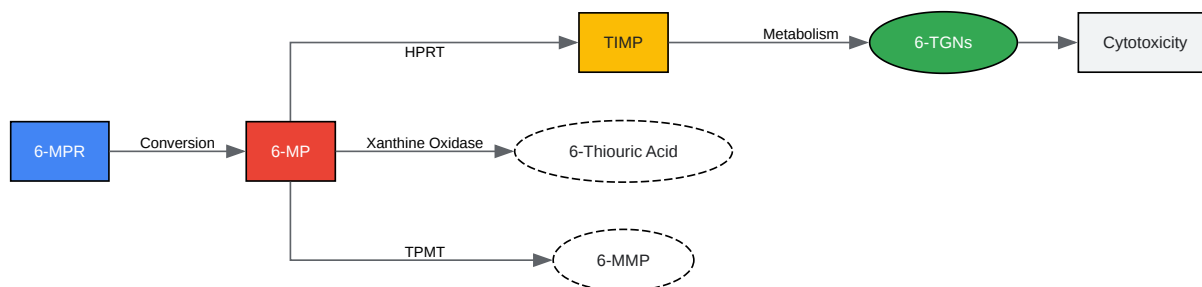 TIMP
Metabolism
6-TGNs
Cytotoxicity
HPRT
6-MPR
Conversion
6-MP
Xanthine Oxidase
6-Thiouric Acid
TPMT
6-MMP